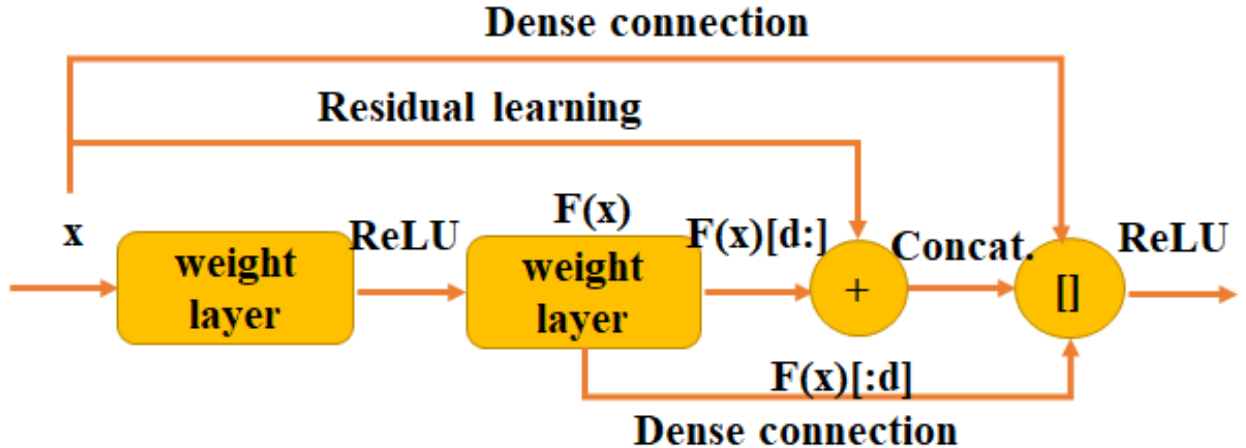 Dense connection
Residual learning
x
ReLU
F(x)
F(x)[d:]
Concat.
ReLU
weight
layer
weight
layer
+
[]
F(x)[:d]
Dense connection